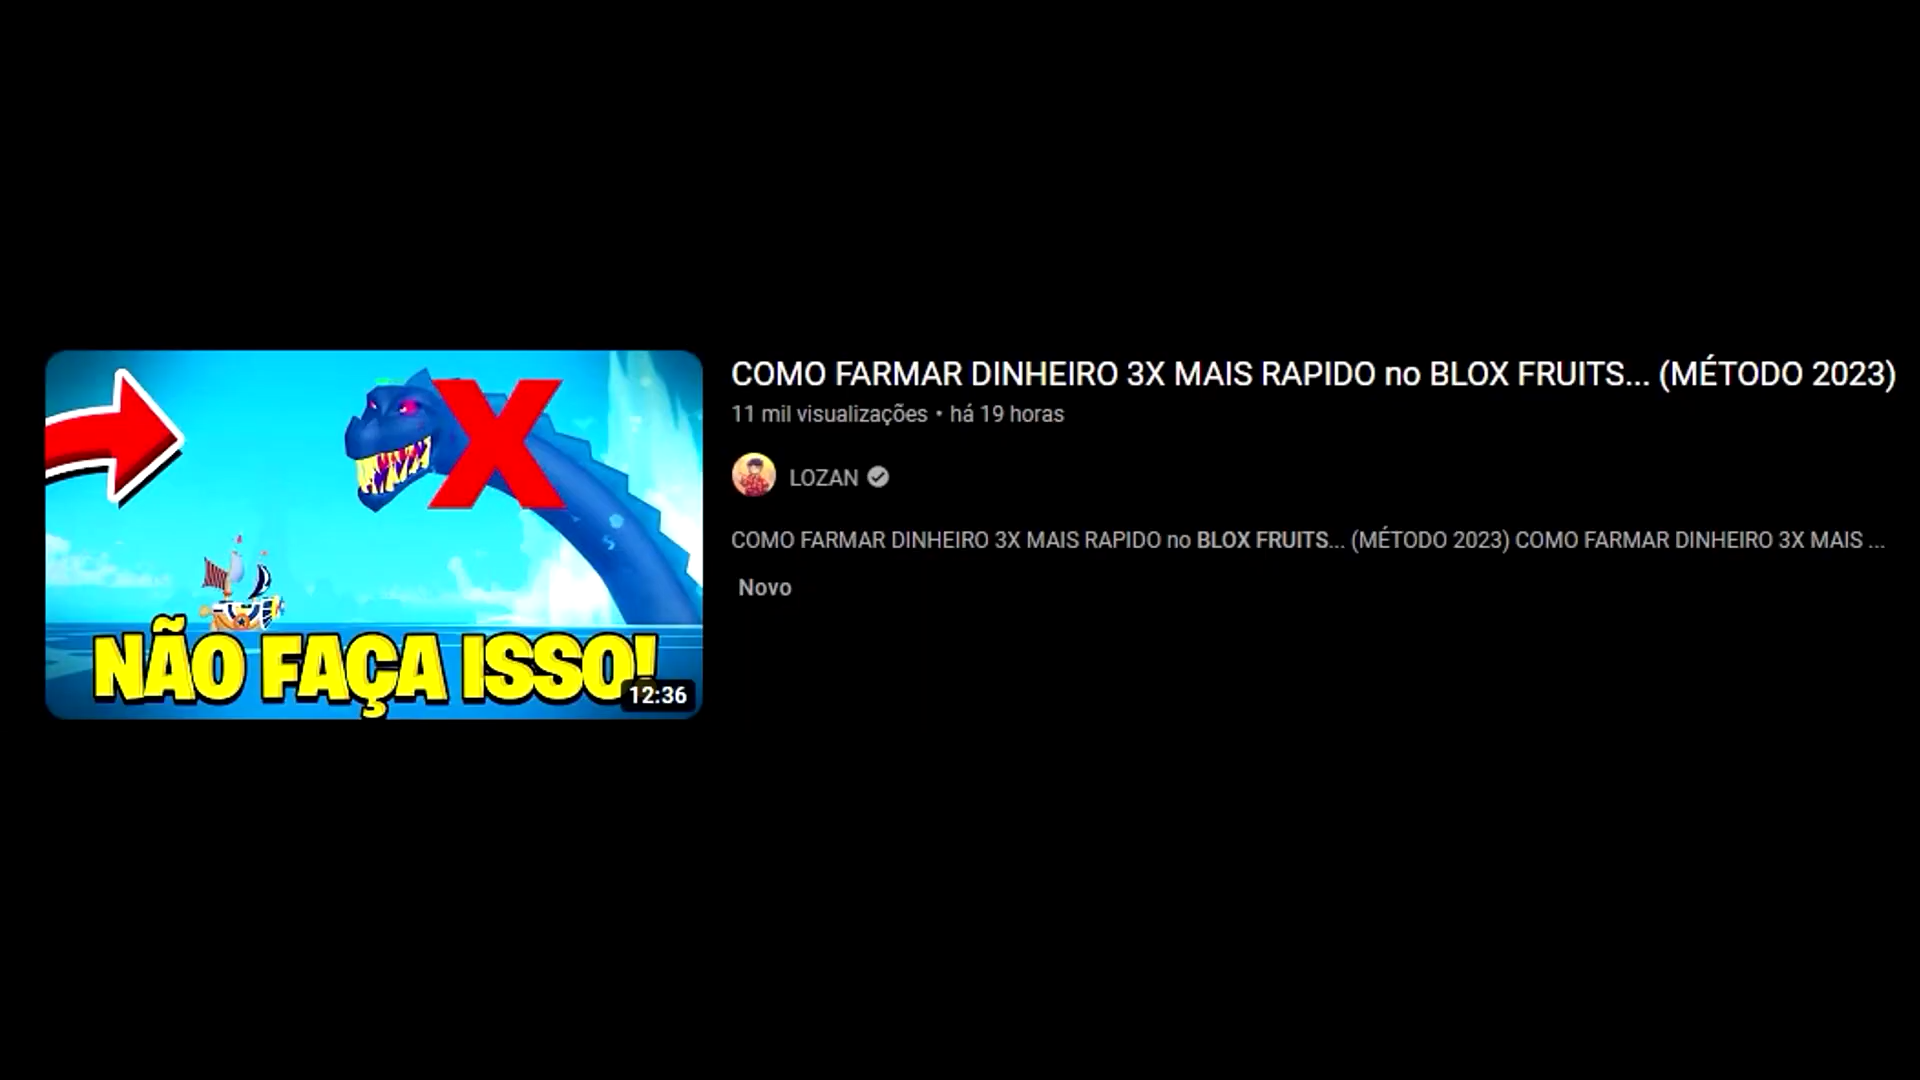 X
NÃO FAÇA ISSO!
12:36
COMO FARMAR DINHEIRO 3X MAIS RAPIDO no BLOX FRUITS... (MÉTODO 2023)
11 mil visualizações • há 19 horas
LOZAN
COMO FARMAR DINHEIRO 3X MAIS RAPIDO no BLOX FRUITS... (MÉTODO 2023) COMO FARMAR DINHEIRO 3X MAIS ...
Novo